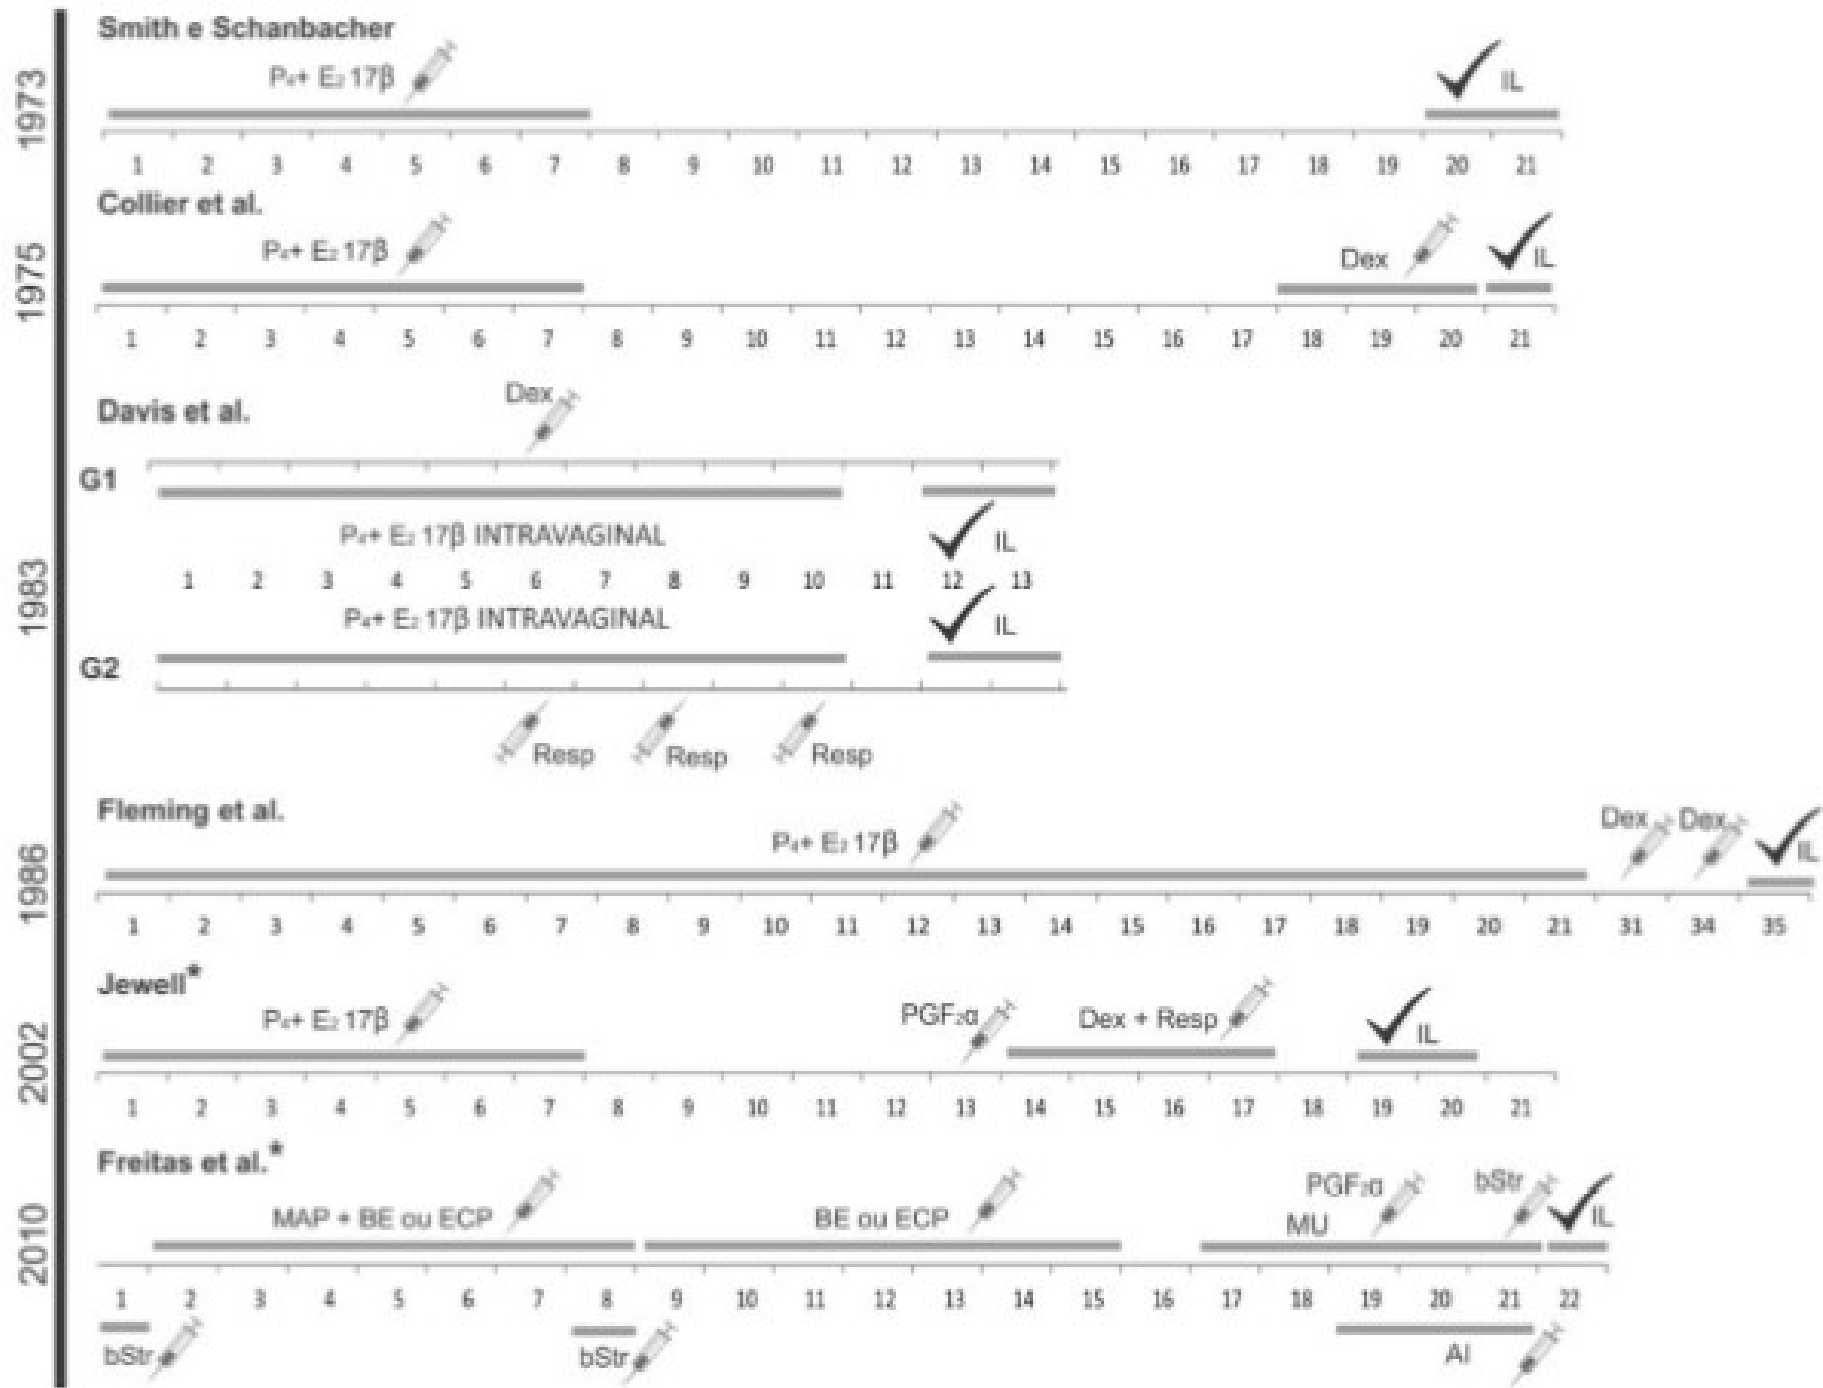 Smith e Schanbacher
1973
P₄+ E₂ 17β
IL
1 2 3 4 5 6 7 8 9 10 11 12 13 14 15 16 17 18 19 20 21
Collier et al.
1975
P₄+ E₂ 17β
Dex
IL
1 2 3 4 5 6 7 8 9 10 11 12 13 14 15 16 17 18 19 20 21
1983
Davis et al.
Dex
G1
P₄+ E₂ 17β INTRAVAGINAL
IL
1 2 3 4 5 6 7 8 9 10 11 12 13
P₄+ E₂ 17β INTRAVAGINAL
IL
G2
Resp Resp Resp
Fleming et al.
1986
P₄+ E₂ 17β
Dex Dex
IL
1 2 3 4 5 6 7 8 9 10 11 12 13 14 15 16 17 18 19 20 21 31 34 35
Jewell*
2002
P₄+ E₂ 17β
PGF₂α
Dex + Resp
IL
1 2 3 4 5 6 7 8 9 10 11 12 13 14 15 16 17 18 19 20 21
Freitas et al.*
2010
MAP + BE ou ECP
BE ou ECP
PGF₂α
MU
bStr
IL
1 2 3 4 5 6 7 8 9 10 11 12 13 14 15 16 17 18 19 20 21 22
bStr bStr AI